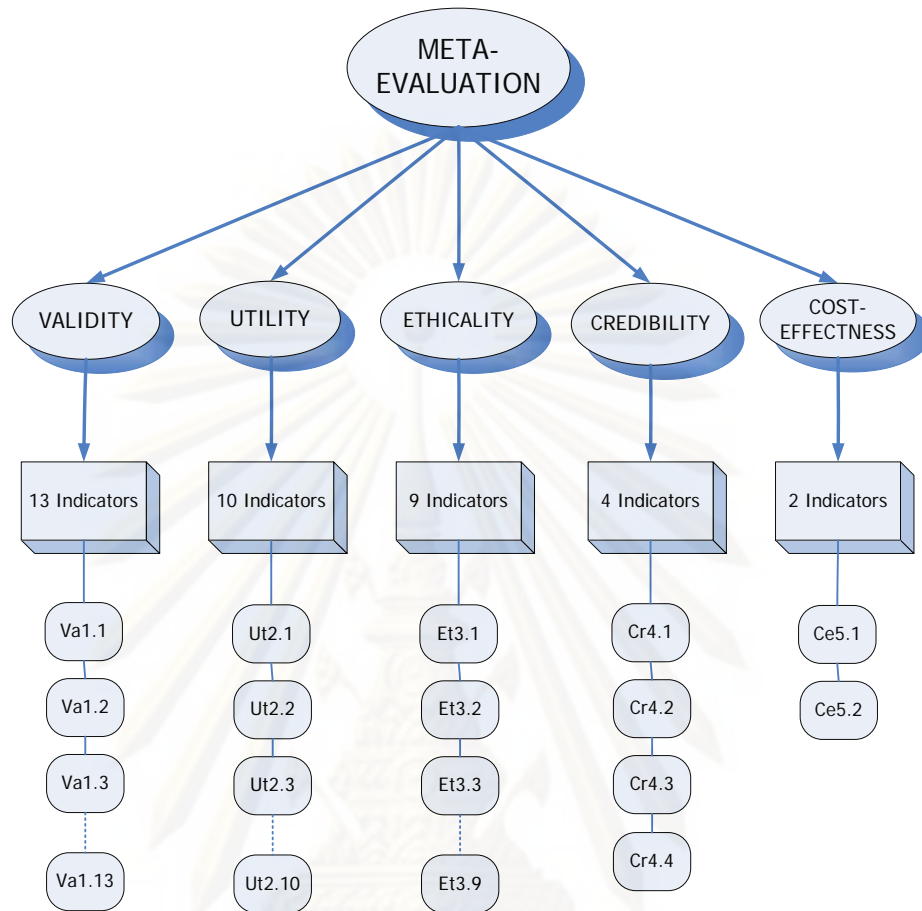 META-
EVALUATION
VALIDITY
UTILITY
ETHICALITY
CREDIBILITY
COST-
EFFECTNESS
13 Indicators
10 Indicators
9 Indicators
4 Indicators
2 Indicators
Va1.1
Ut2.1
Et3.1
Cr4.1
Ce5.1
Va1.2
Ut2.2
Et3.2
Cr4.2
Ce5.2
Va1.3
Ut2.3
Et3.3
Cr4.3
Cr4.4
Va1.13
Ut2.10
Et3.9